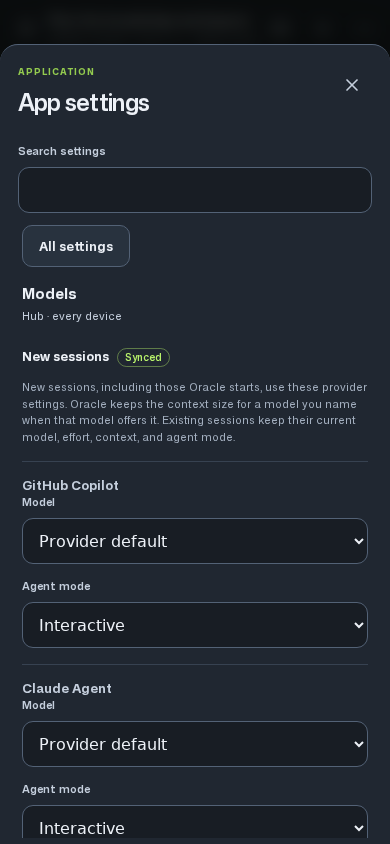 APPLICATION
App settings
Search settings
All settings
Models
Hub · every device
New sessions Synced
New sessions, including those Oracle starts, use these provider
settings. Oracle keeps the context size for a model you name
when that model offers it. Existing sessions keep their current
model, effort, context, and agent mode.
GitHub Copilot
Model
Provider default
Agent mode
Interactive
Claude Agent
Model
Provider default
Agent mode
Interactive